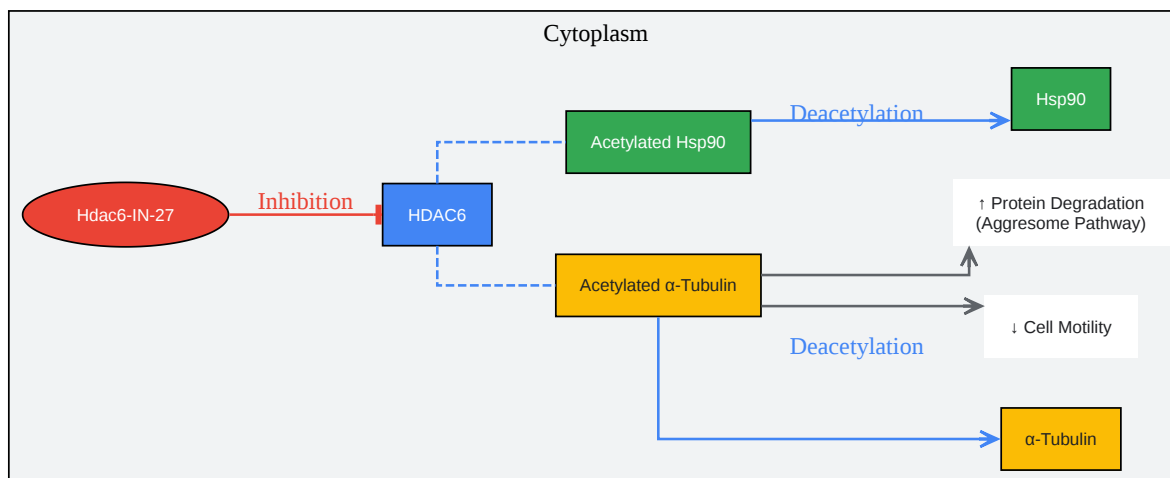 Cytoplasm
Hsp90
Deacetylation
Acetylated Hsp90
Inhibition
Hdac6-IN-27
HDAC6
↑ Protein Degradation
(Aggresome Pathway)
Acetylated α-Tubulin
↓ Cell Motility
Deacetylation
α-Tubulin